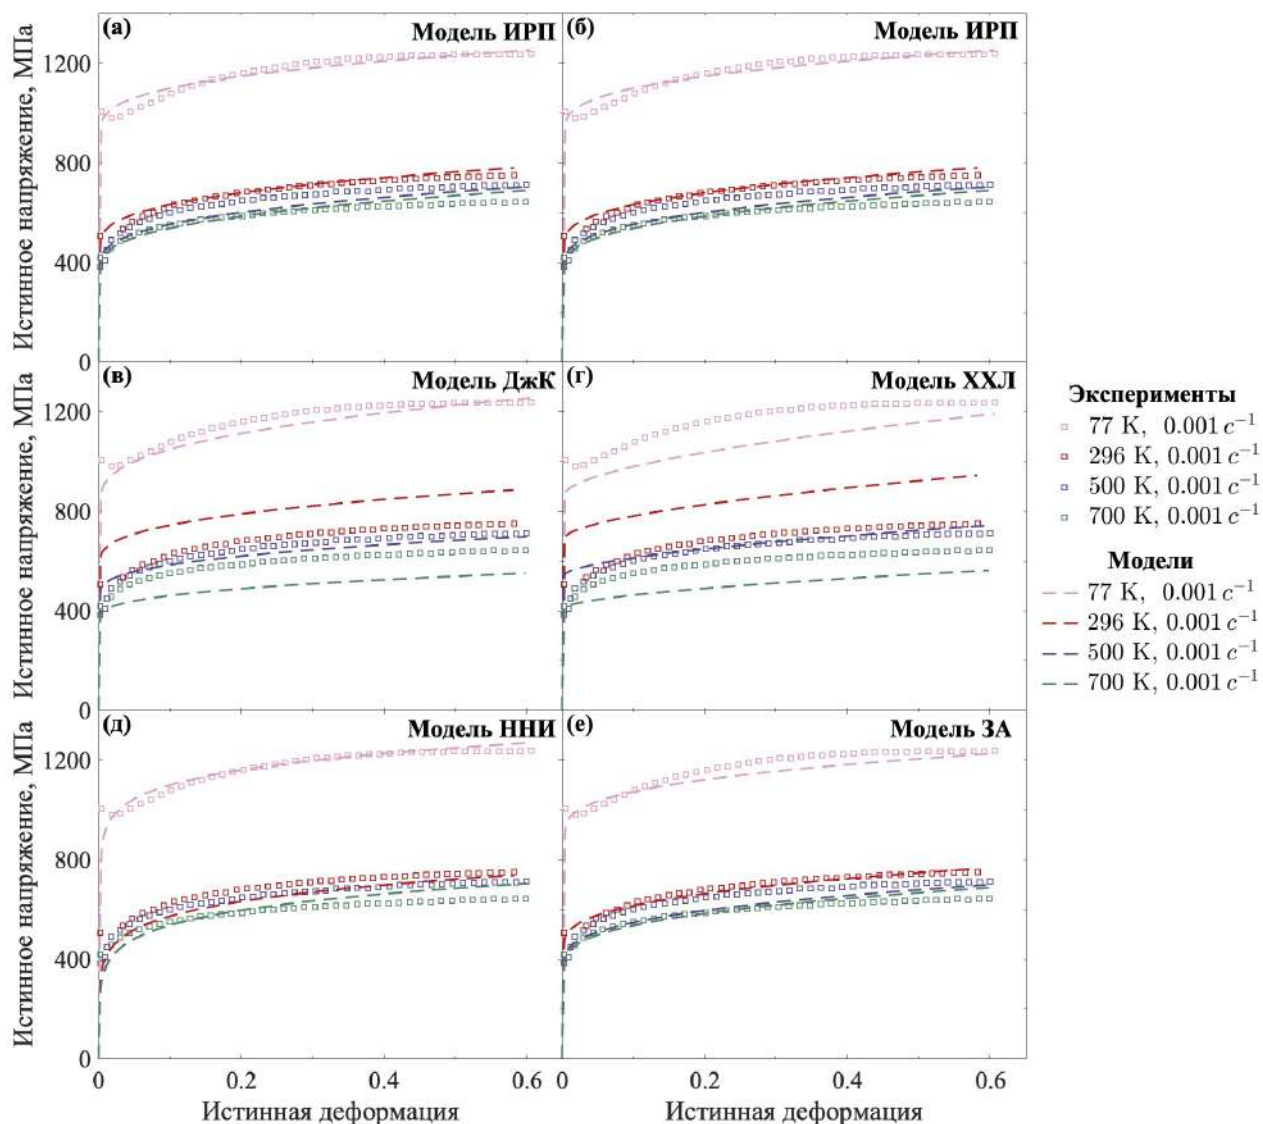 (а) Модель ИРП
(б) Модель ИРП
Истинное напряжение, МПа
1200
800
400
0
(в) Модель ДжК
(г) Модель ХХЛ
Истинное напряжение, МПа
1200
800
400
0
(д) Модель ННИ
(е) Модель ЗА
Истинное напряжение, МПа
1200
800
400
0
0 0.2 0.4 0.6
0 0.2 0.4 0.6
Истинная деформация
Истинная деформация
Эксперименты
77 K, 0.001 c⁻¹
296 K, 0.001 c⁻¹
500 K, 0.001 c⁻¹
700 K, 0.001 c⁻¹
Модели
77 K, 0.001 c⁻¹
296 K, 0.001 c⁻¹
500 K, 0.001 c⁻¹
700 K, 0.001 c⁻¹